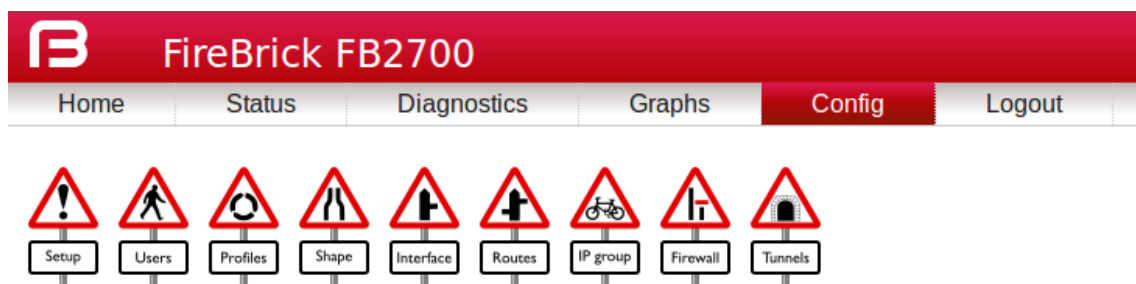 FireBrick FB2700
Home Status Diagnostics Graphs Config Logout
Setup Users Profiles Shape Interface Routes IP group Firewall Tunnels